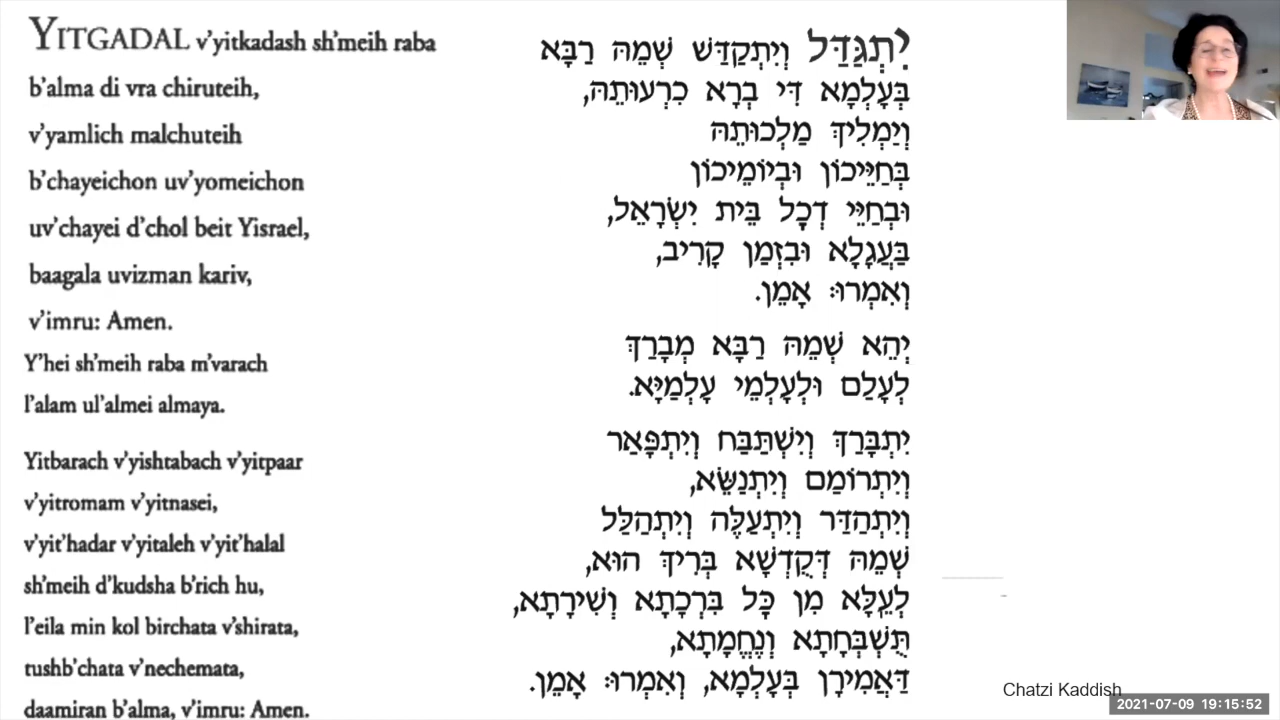 YITGADAL v'yitkadash sh'meih raba
b'alma di vra chiruteih,
v'yamlich malchuteih
b'chayeichon uv'yomeichon
uv'chayei d'chol beit Yisrael,
baagala uvizman kariv,
v'imru: Amen.
Y'hei sh'meih raba m'varach
l'alam ul'almei almaya.
Yitbarach v'yishtabach v'yitpaar
v'yitromam v'yitnasei,
v'yit'hadar v'yitaleh v'yit'halal
sh'meih d'kudsha b'rich hu,
l'eila min kol birchata v'shirata,
tushb'chata v'nechemata,
daamiran b'alma, v'imru: Amen.
יִתְגַּדַּל וְיִתְקַדַּשׁ שְׁמֵהּ רַבָּא
בְּעָלְמָא דִּי בְרָא כִרְעוּתֵהּ,
וְיַמְלִיךְ מַלְכוּתֵהּ
בְּחַיֵּיכוֹן וּבְיוֹמֵיכוֹן
וּבְחַיֵּי דְכָל בֵּית יִשְׂרָאֵל,
בַּעֲגָלָא וּבִזְמַן קָרִיב,
וְאִמְרוּ: אָמֵן.
יְהֵא שְׁמֵהּ רַבָּא מְבָרַךְ
לְעָלַם וּלְעָלְמֵי עָלְמַיָּא.
יִתְבָּרַךְ וְיִשְׁתַּבַּח וְיִתְפָּאַר
וְיִתְרוֹמַם וְיִתְנַשֵּׂא,
וְיִתְהַדַּר וְיִתְעַלֶּה וְיִתְהַלַּל
שְׁמֵהּ דְּקֻדְשָׁא בְּרִיךְ הוּא,
לְעֵלָּא מִן כָּל בִּרְכָתָא וְשִׁירָתָא,
תֻּשְׁבְּחָתָא וְנֶחֱמָתָא,
דַּאֲמִירָן בְּעָלְמָא, וְאִמְרוּ: אָמֵן.
Chatzi Kaddish
2021-07-09 19:15:52